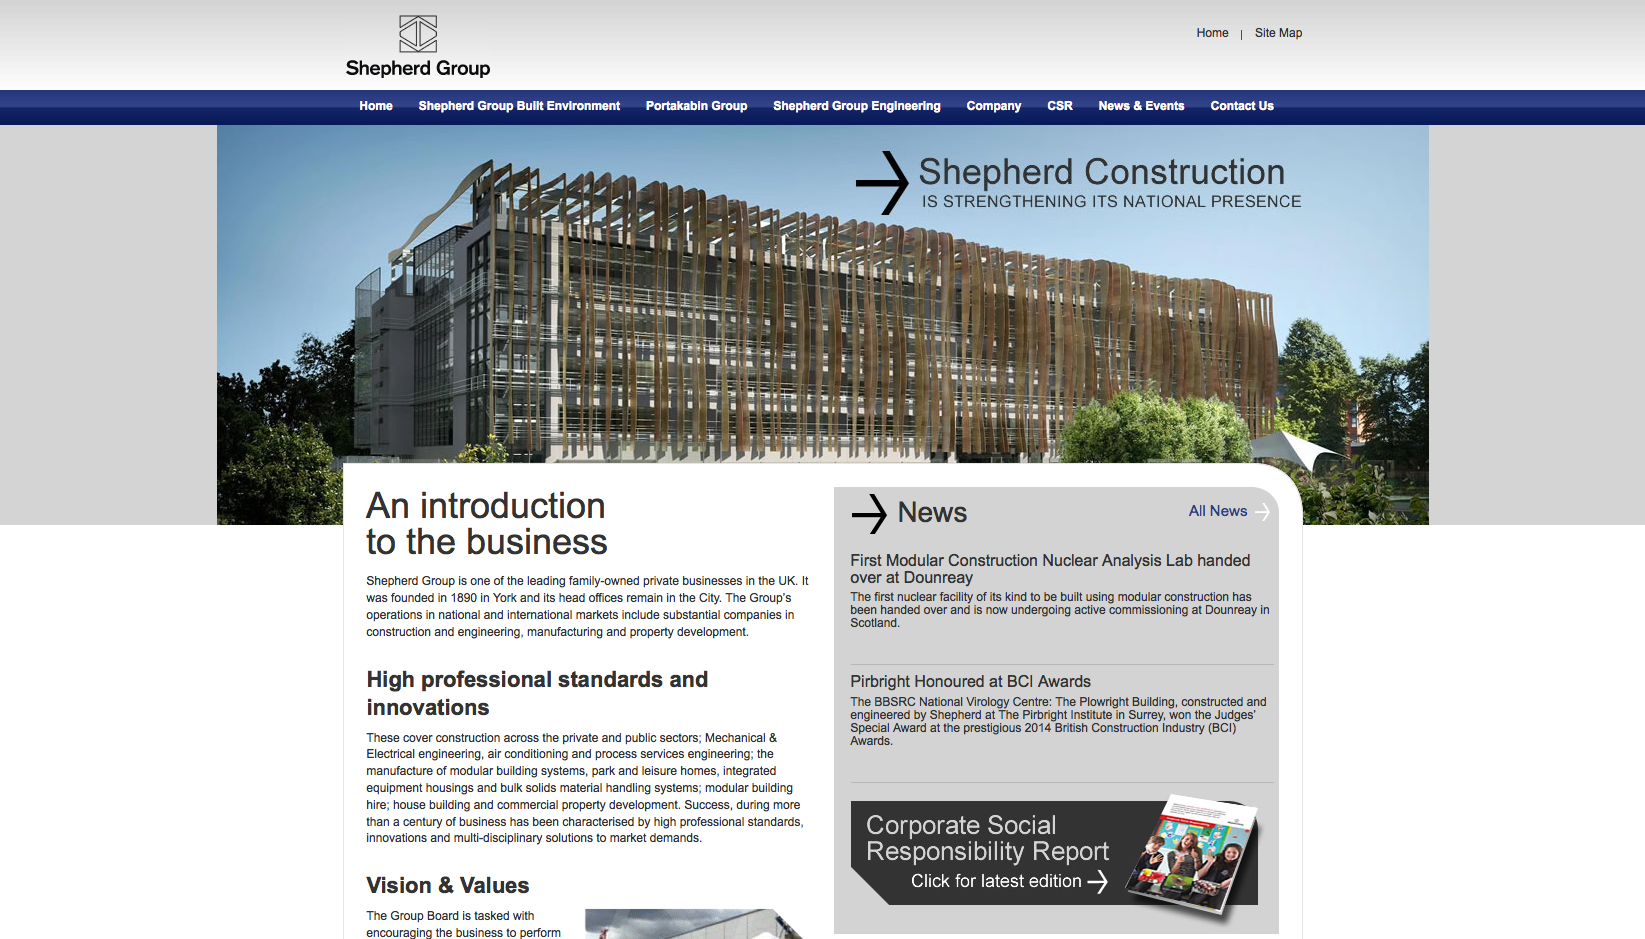 Shepherd Group
Home | Site Map
Home Shepherd Group Built Environment Portakabin Group Shepherd Group Engineering Company CSR News & Events Contact Us
Shepherd Construction
IS STRENGTHENING ITS NATIONAL PRESENCE
An introduction
to the business
Shepherd Group is one of the leading family-owned private businesses in the UK. It
was founded in 1890 in York and its head offices remain in the City. The Group's
operations in national and international markets include substantial companies in
construction and engineering, manufacturing and property development.
High professional standards and
innovations
These cover construction across the private and public sectors; Mechanical &
Electrical engineering, air conditioning and process services engineering; the
manufacture of modular building systems, park and leisure homes, integrated
equipment housings and bulk solids material handling systems; modular building
hire; house building and commercial property development. Success, during more
than a century of business has been characterised by high professional standards,
innovations and multi-disciplinary solutions to market demands.
Vision & Values
The Group Board is tasked with
encouraging the business to perform
News
All News
First Modular Construction Nuclear Analysis Lab handed
over at Dounreay
The first nuclear facility of its kind to be built using modular construction has
been handed over and is now undergoing active commissioning at Dounreay in
Scotland.
Pirbright Honoured at BCI Awards
The BBSRC National Virology Centre: The Plowright Building, constructed and
engineered by Shepherd at The Pirbright Institute in Surrey, won the Judges'
Special Award at the prestigious 2014 British Construction Industry (BCI)
Awards.
Corporate Social
Responsibility Report
Click for latest edition